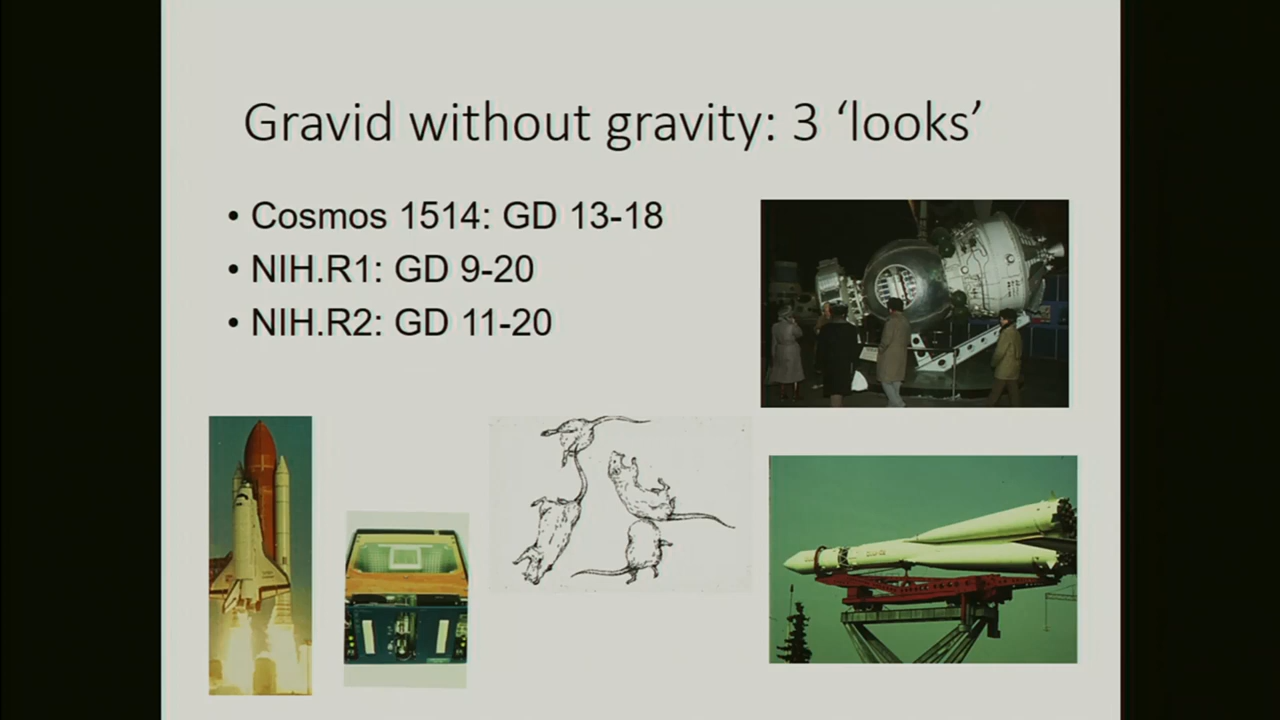 Gravid without gravity: 3 ‘looks’
• Cosmos 1514: GD 13-18
• NIH.R1: GD 9-20
• NIH.R2: GD 11-20